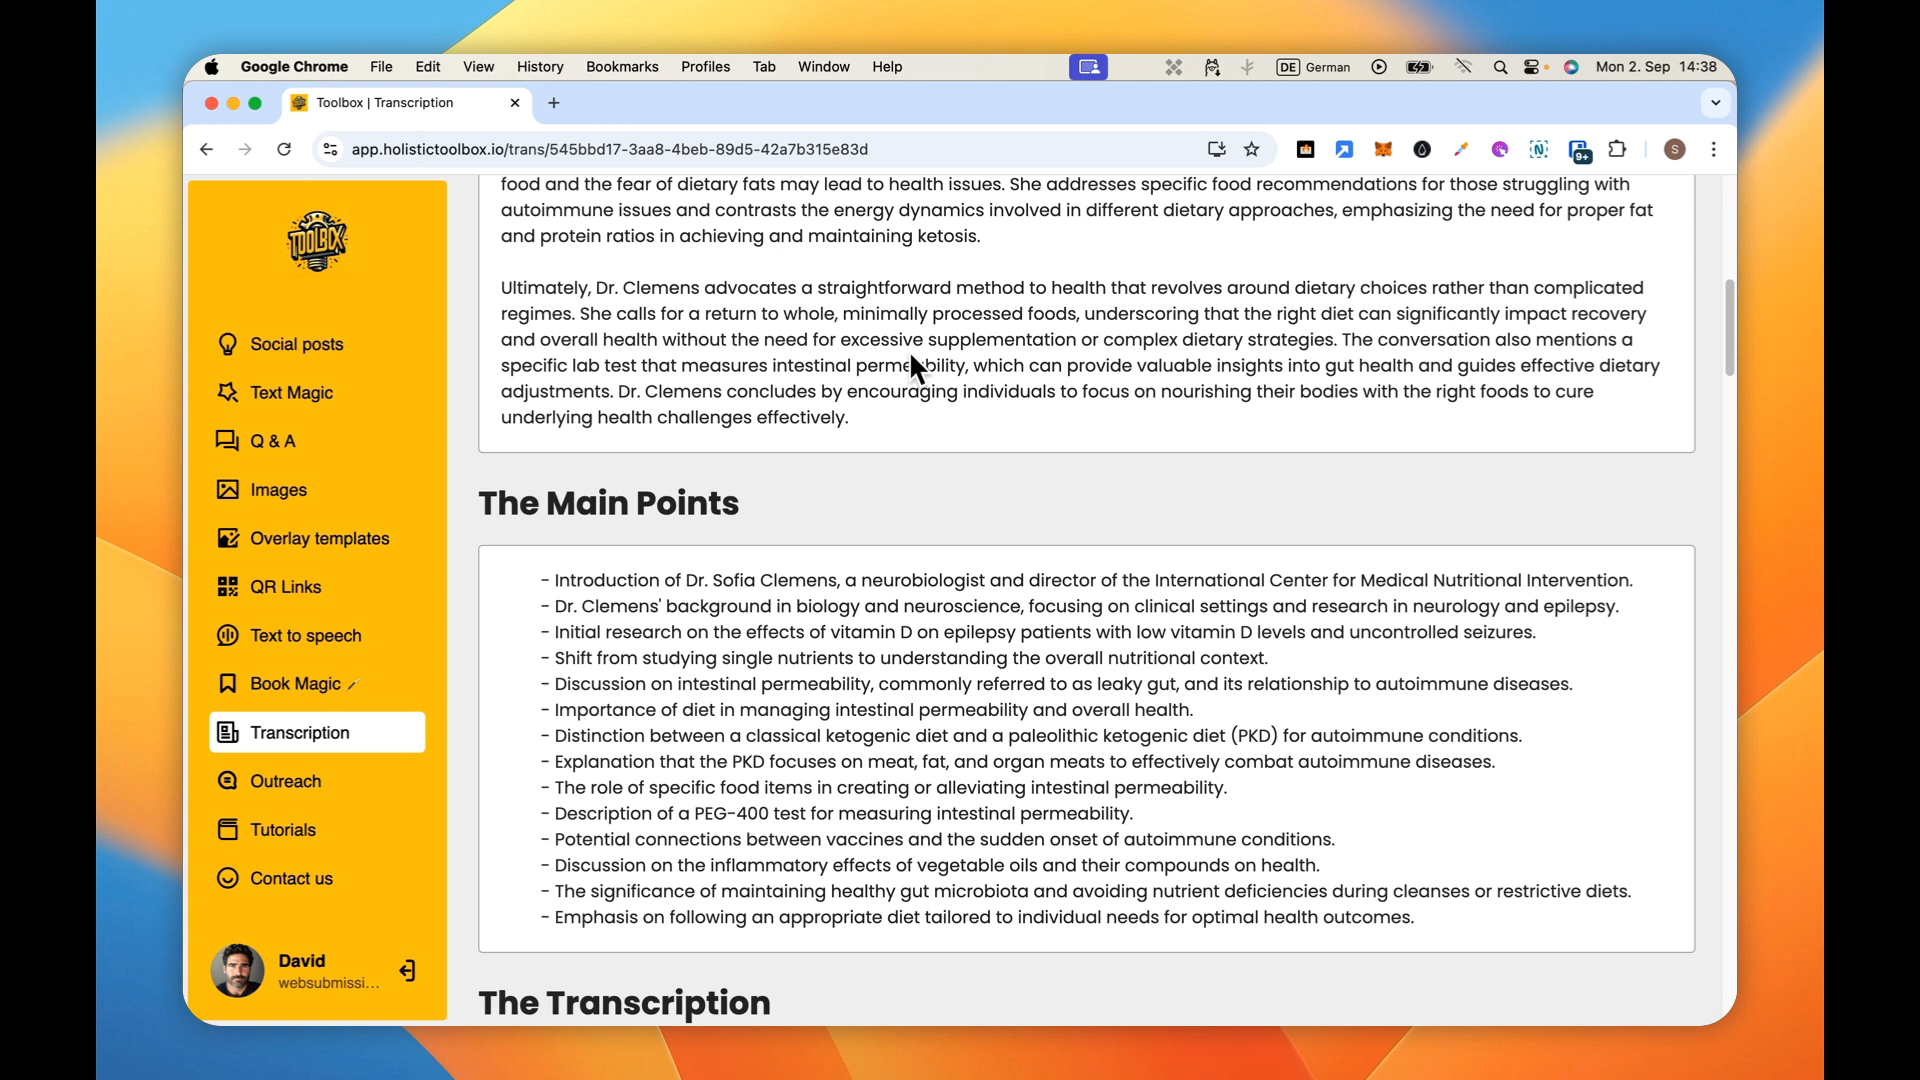 Google Chrome File Edit View History Bookmarks Profiles Tab Window Help DE German Mon 2. Sep 14:38
Toolbox | Transcription
app.holistictoolbox.io/trans/545bbd17-3aa8-4beb-89d5-42a7b315e83d
9+
S
TOOLBOX
Social posts
Text Magic
Q & A
Images
Overlay templates
QR Links
Text to speech
Book Magic
Transcription
Outreach
Tutorials
Contact us
David
websubmissi...
food and the fear of dietary fats may lead to health issues. She addresses specific food recommendations for those struggling with
autoimmune issues and contrasts the energy dynamics involved in different dietary approaches, emphasizing the need for proper fat
and protein ratios in achieving and maintaining ketosis.
Ultimately, Dr. Clemens advocates a straightforward method to health that revolves around dietary choices rather than complicated
regimes. She calls for a return to whole, minimally processed foods, underscoring that the right diet can significantly impact recovery
and overall health without the need for excessive supplementation or complex dietary strategies. The conversation also mentions a
specific lab test that measures intestinal permeability, which can provide valuable insights into gut health and guides effective dietary
adjustments. Dr. Clemens concludes by encouraging individuals to focus on nourishing their bodies with the right foods to cure
underlying health challenges effectively.
The Main Points
- Introduction of Dr. Sofia Clemens, a neurobiologist and director of the International Center for Medical Nutritional Intervention.
- Dr. Clemens' background in biology and neuroscience, focusing on clinical settings and research in neurology and epilepsy.
- Initial research on the effects of vitamin D on epilepsy patients with low vitamin D levels and uncontrolled seizures.
- Shift from studying single nutrients to understanding the overall nutritional context.
- Discussion on intestinal permeability, commonly referred to as leaky gut, and its relationship to autoimmune diseases.
- Importance of diet in managing intestinal permeability and overall health.
- Distinction between a classical ketogenic diet and a paleolithic ketogenic diet (PKD) for autoimmune conditions.
- Explanation that the PKD focuses on meat, fat, and organ meats to effectively combat autoimmune diseases.
- The role of specific food items in creating or alleviating intestinal permeability.
- Description of a PEG-400 test for measuring intestinal permeability.
- Potential connections between vaccines and the sudden onset of autoimmune conditions.
- Discussion on the inflammatory effects of vegetable oils and their compounds on health.
- The significance of maintaining healthy gut microbiota and avoiding nutrient deficiencies during cleanses or restrictive diets.
- Emphasis on following an appropriate diet tailored to individual needs for optimal health outcomes.
The Transcription